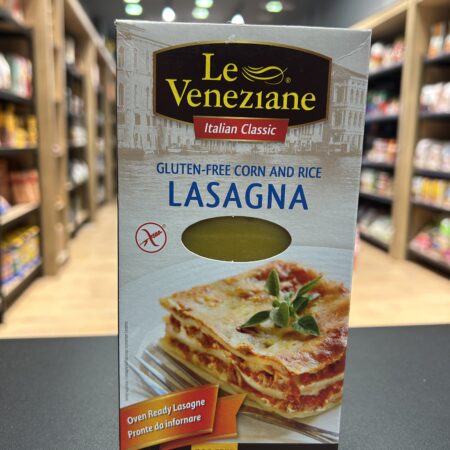 Le
Veneziane®
Italian Classic
GLUTEN-FREE CORN AND RICE
LASAGNA
Oven Ready Lasagne
Pronte da infornare